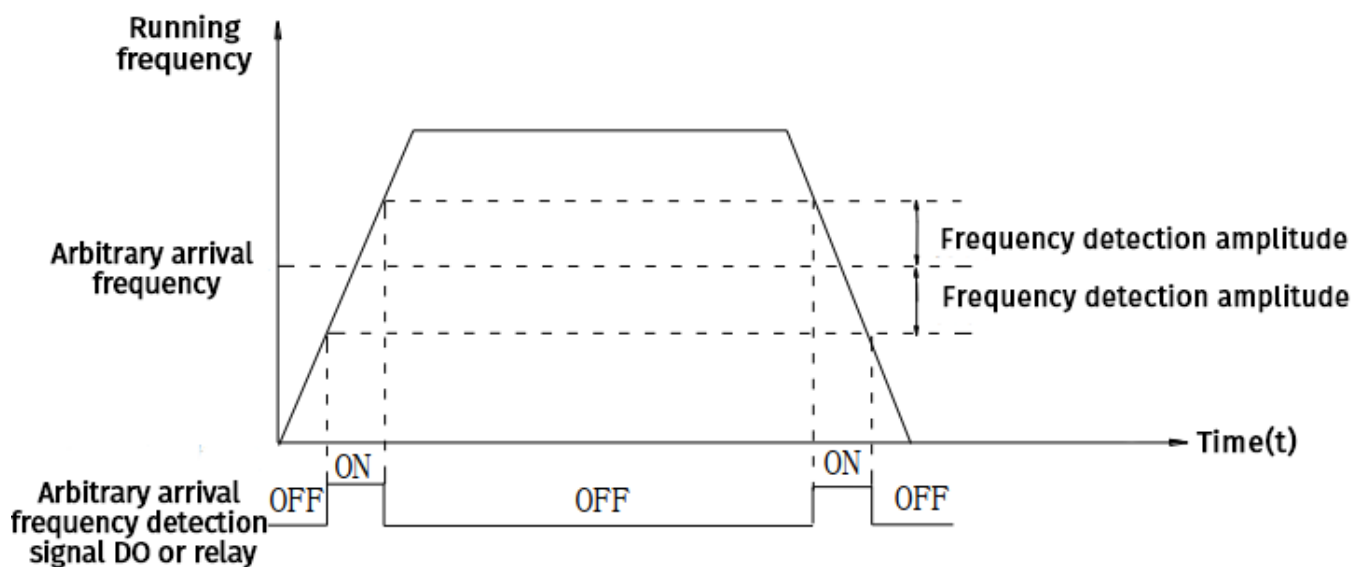 Running
frequency
Arbitrary arrival
frequency
Frequency detection amplitude
Frequency detection amplitude
Time(t)
ON
ON
OFF
OFF
OFF
Arbitrary arrival
frequency detection
signal DO or relay